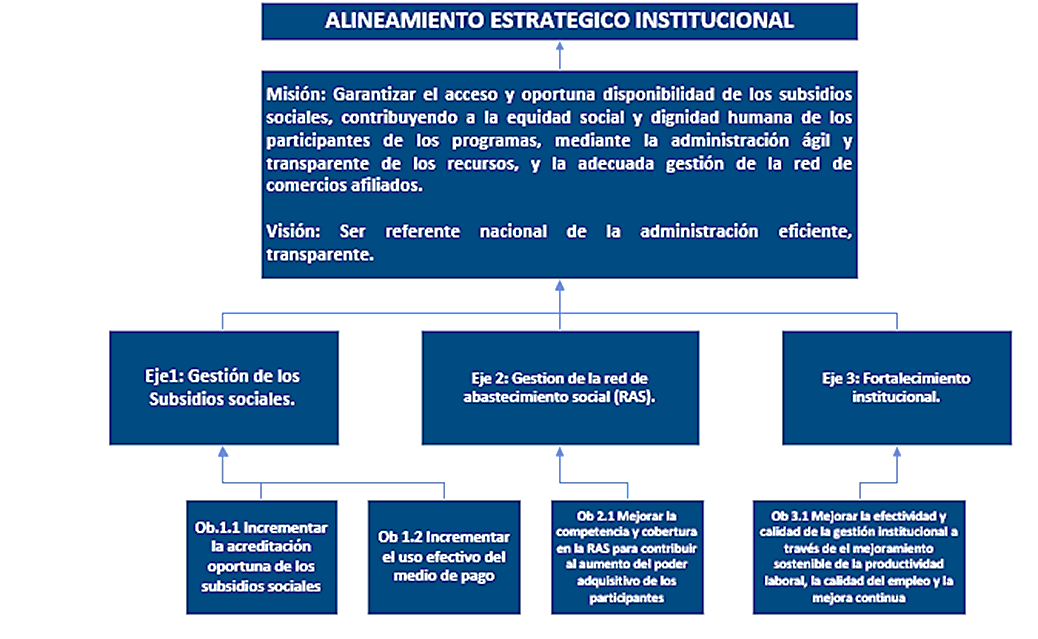 ALINEAMIENTO ESTRATEGICO INSTITUCIONAL
Misión: Garantizar el acceso y oportuna disponibilidad de los subsidios
sociales, contribuyendo a la equidad social y dignidad humana de los
participantes de los programas, mediante la administración ágil y
transparente de los recursos, y la adecuada gestión de la red de
comercios afiliados.
Visión: Ser referente nacional de la administración eficiente,
transparente.
Eje1: Gestión de los
Subsidios sociales.
Eje 2: Gestion de la red de
abastecimiento social (RAS).
Eje 3: Fortalecimiento
institucional.
Ob.1.1 Incrementar
la acreditación
oportuna de los
subsidios sociales
Ob 1.2 Incrementar
el uso efectivo del
medio de pago
Ob 2.1 Mejorar la
competencia y cobertura
en la RAS para contribuir
al aumento del poder
adquisitivo de los
participantes
Ob 3.1 Mejorar la efectividad y
calidad de la gestión institucional a
través de el mejoramiento
sostenible de la productividad
laboral, la calidad del empleo y la
mejora continua